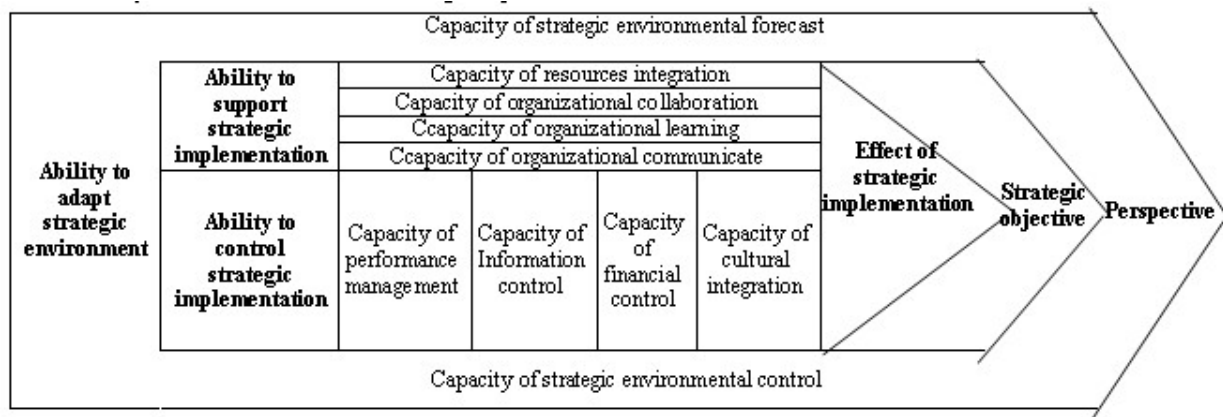 Capacity of strategic environmental forecast
Ability to
support
strategic
implementation
Capacity of resources integration
Capacity of organizational collaboration
Ccapacity of organizational learning
Ccapacity of organizational communicate
Ability to
adapt
strategic
environment
Ability to
control
strategic
implementation
Capacity of
performance
management
Capacity of
Information
control
Capacity
of
financial
control
Capacity of
cultural
integration
Effect of
strategic
implementation
Strategic
objective
Perspective
Capacity of strategic environmental control